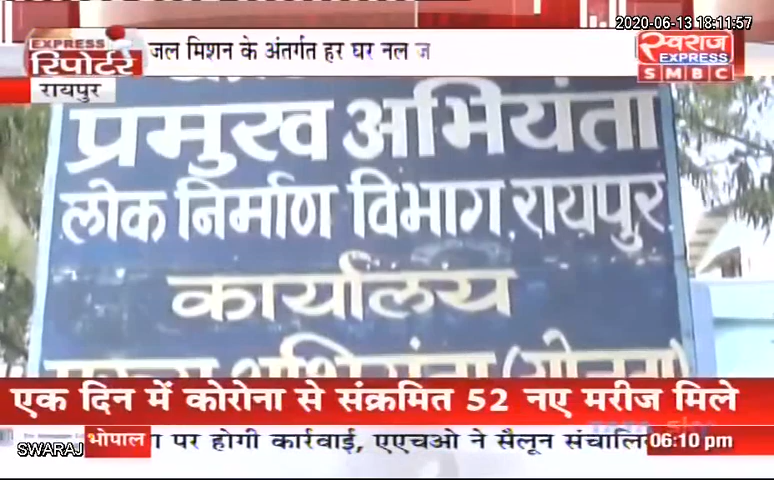 2020-06-13 18:11:57
EXPRESS
रिपोर्टर
जल मिशन के अंतर्गत हर घर नल ज
स्वराज
EXPRESS
SMBC
रायपुर
प्रमुख अभियंता
लोक निर्माण विभाग, रायपुर
कार्यालय
एक दिन में कोरोना से संक्रमित 52 नए मरीज मिले
भोपाल
पर होगी कार्रवाई, एएचओ ने सैलून संचालि
06:10 pm
SWARAJ